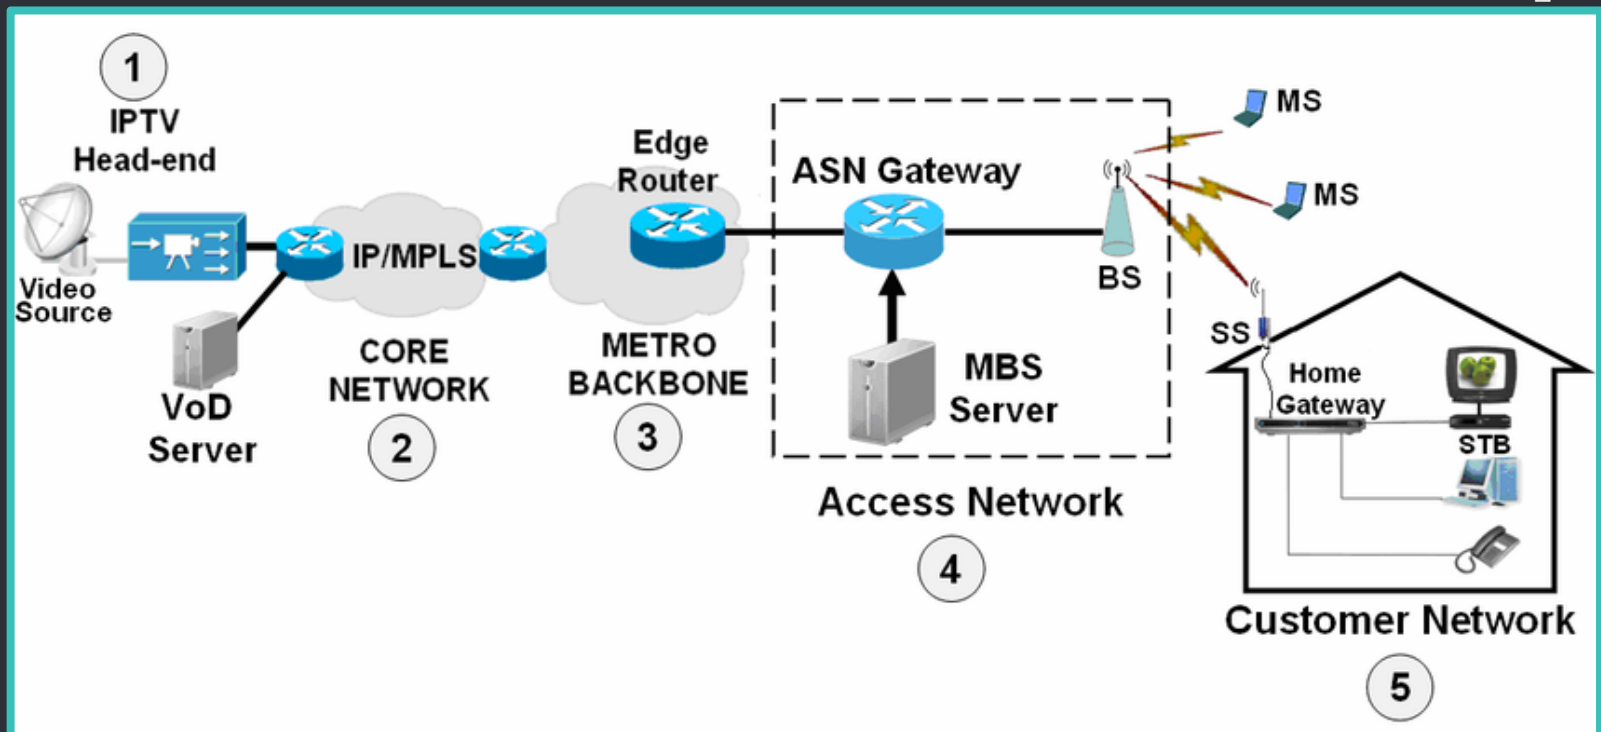 1
IPTV
Head-end
Video
Source
VoD
Server
IP/MPLS
CORE
NETWORK
2
Edge
Router
METRO
BACKBONE
3
ASN Gateway
BS
MBS
Server
Access Network
4
MS
MS
SS
Home
Gateway
STB
Customer Network
5